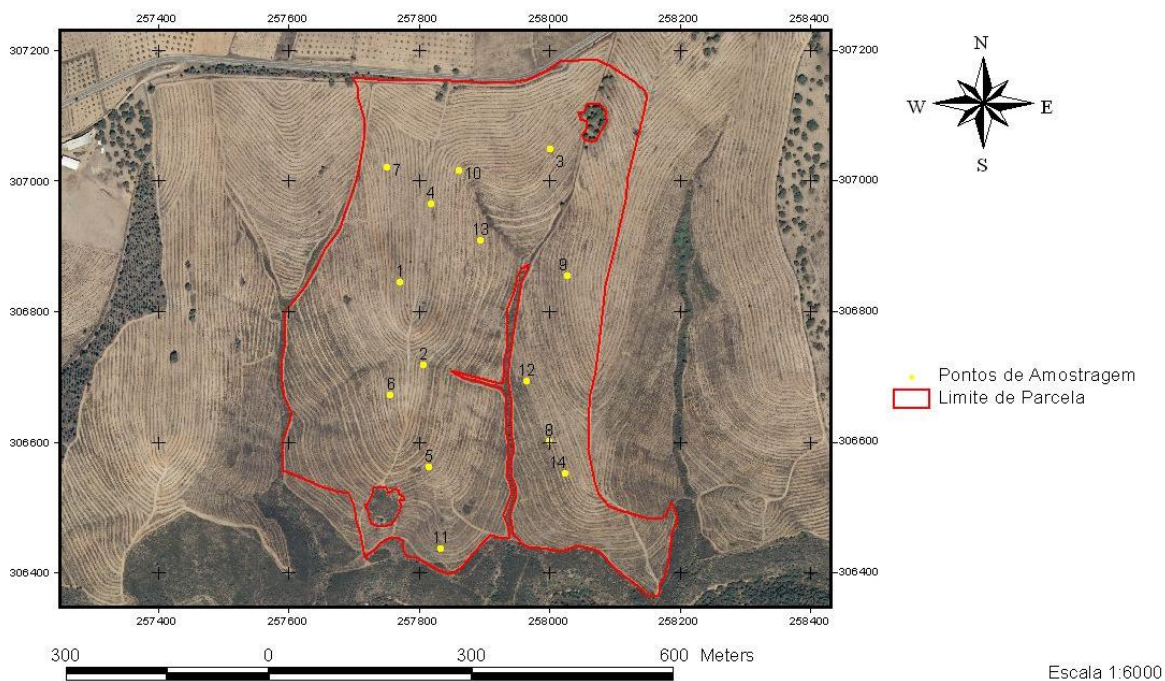 257400 257600 257800 258000 258200 258400
307200 307200
N
W E
S
3
7 10
307000 307000
4
13
9
1
306800 306800
2
12
6
Pontos de Amostragem
Limite de Parcela
306600 8 306600
5 14
11
306400 306400
257400 257600 257800 258000 258200 258400
300 0 300 600 Meters
Escala 1:6000